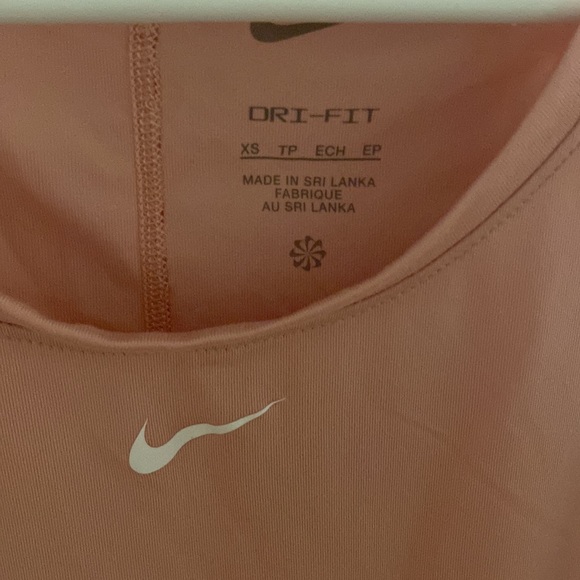 DRI-FIT
XS TP ECH EP
MADE IN SRI LANKA
FABRIQUE
AU SRI LANKA